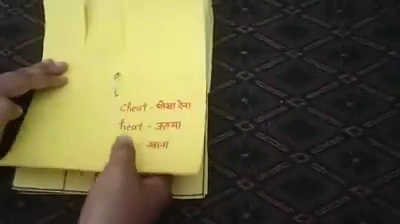 cheat - धोखा देना
heat - उष्मा
- खाना